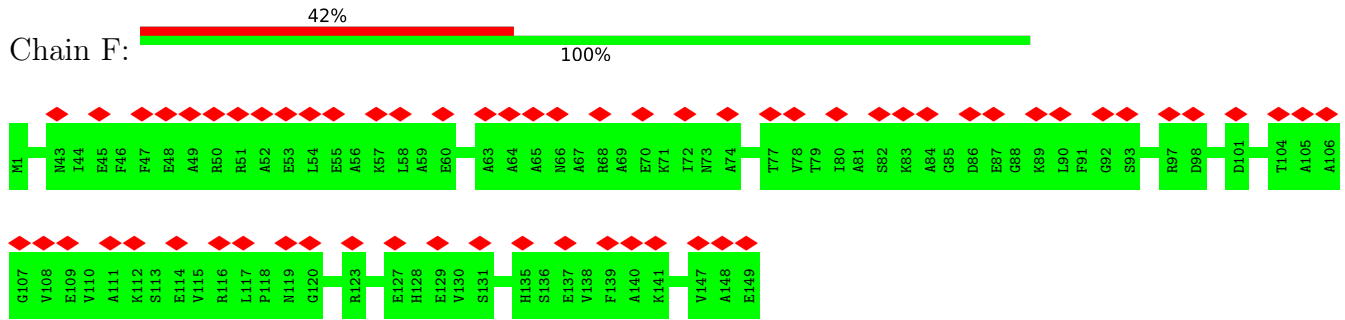 42%
Chain F:
100%
M1 N43 I44 E45 F46 F47 E48 A49 R50 R51 A52 E53 L54 E55 A56 K57 L58 A59 E60 A63 A64 A65 N66 A67 R68 A69 E70 K71 I72 N73 A74 T77 V78 T79 I80 A81 S82 K83 A84 G85 D86 E87 G88 K89 L90 F91 G92 S93 R97 D98 D101 T104 A105 A106
G107 V108 E109 V110 A111 K112 S113 E114 V115 R116 L117 P118 N119 G120 R123 E127 H128 E129 V130 S131 H135 S136 E137 V138 F139 A140 K141 V147 A148 E149